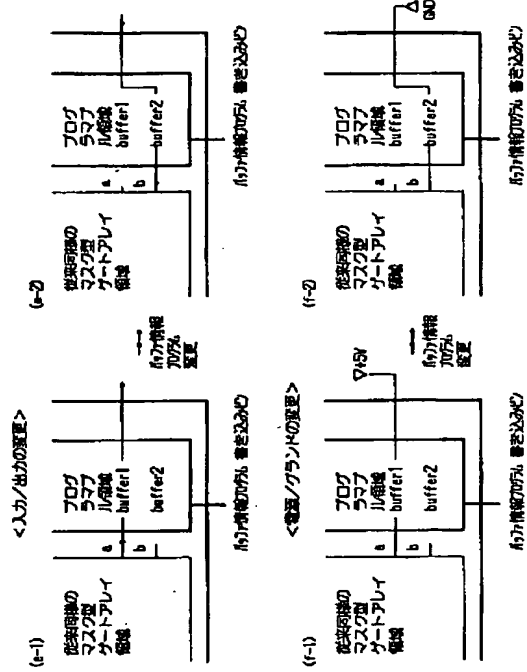 <入力/出力の変更>
(e-1)
従来同様の
マスク型
ゲートアレイ
領域
a
b
プログ
ラマブ
ル領域
buffer1
buffer2
バッファ情報
プログラム
変更
バッファ情報プログラム 書き込みピン
(e-2)
従来同様の
マスク型
ゲートアレイ
領域
a
b
プログ
ラマブ
ル領域
buffer1
buffer2
バッファ情報プログラム 書き込みピン
<電源/グランドの変更>
(f-1)
従来同様の
マスク型
ゲートアレイ
領域
a
b
プログ
ラマブ
ル領域
buffer1
buffer2
+5V
バッファ情報
プログラム
変更
バッファ情報プログラム 書き込みピン
(f-2)
従来同様の
マスク型
ゲートアレイ
領域
a
b
プログ
ラマブ
ル領域
buffer1
buffer2
GND
バッファ情報プログラム 書き込みピン